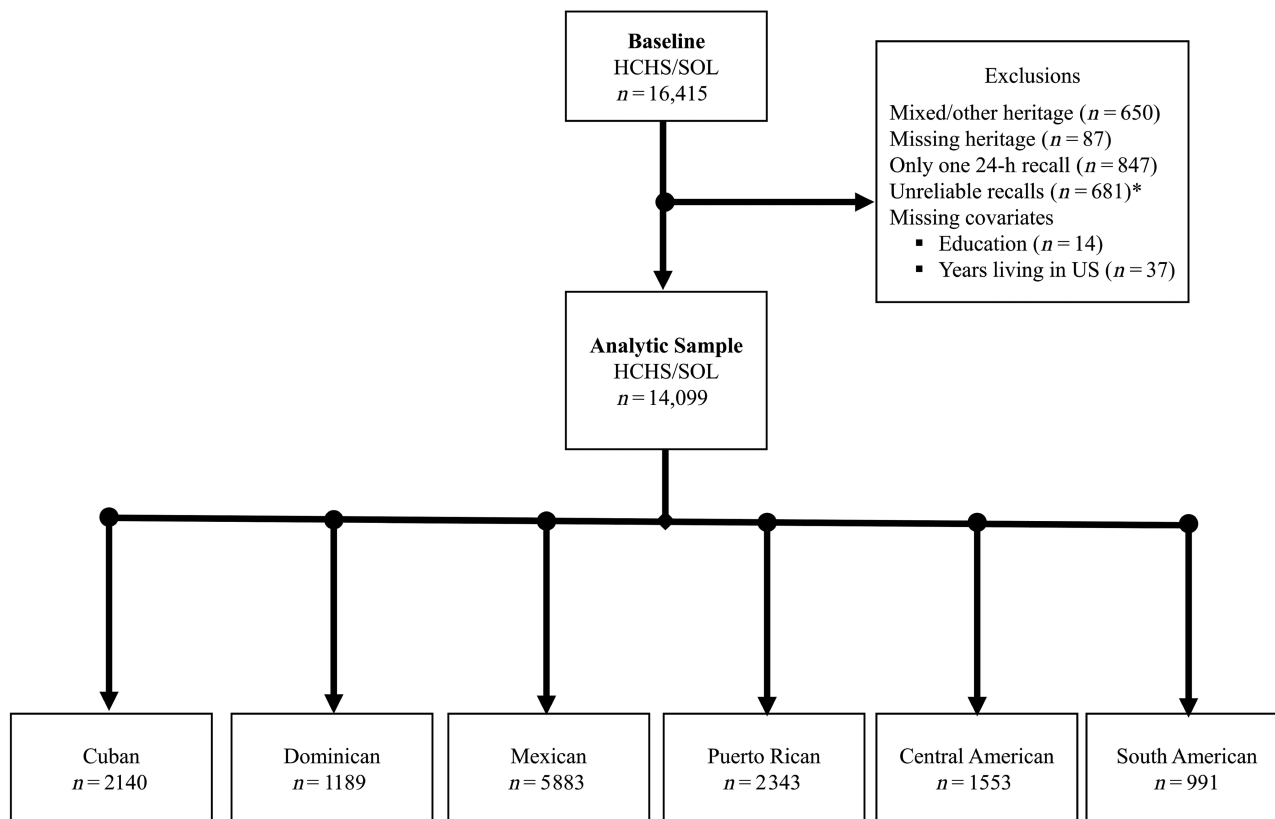 Baseline
HCHS/SOL
n = 16,415
Exclusions
Mixed/other heritage (n = 650)
Missing heritage (n = 87)
Only one 24-h recall (n = 847)
Unreliable recalls (n = 681)*
Missing covariates
▪ Education (n = 14)
▪ Years living in US (n = 37)
Analytic Sample
HCHS/SOL
n = 14,099
Cuban
n = 2140
Dominican
n = 1189
Mexican
n = 5883
Puerto Rican
n = 2343
Central American
n = 1553
South American
n = 991